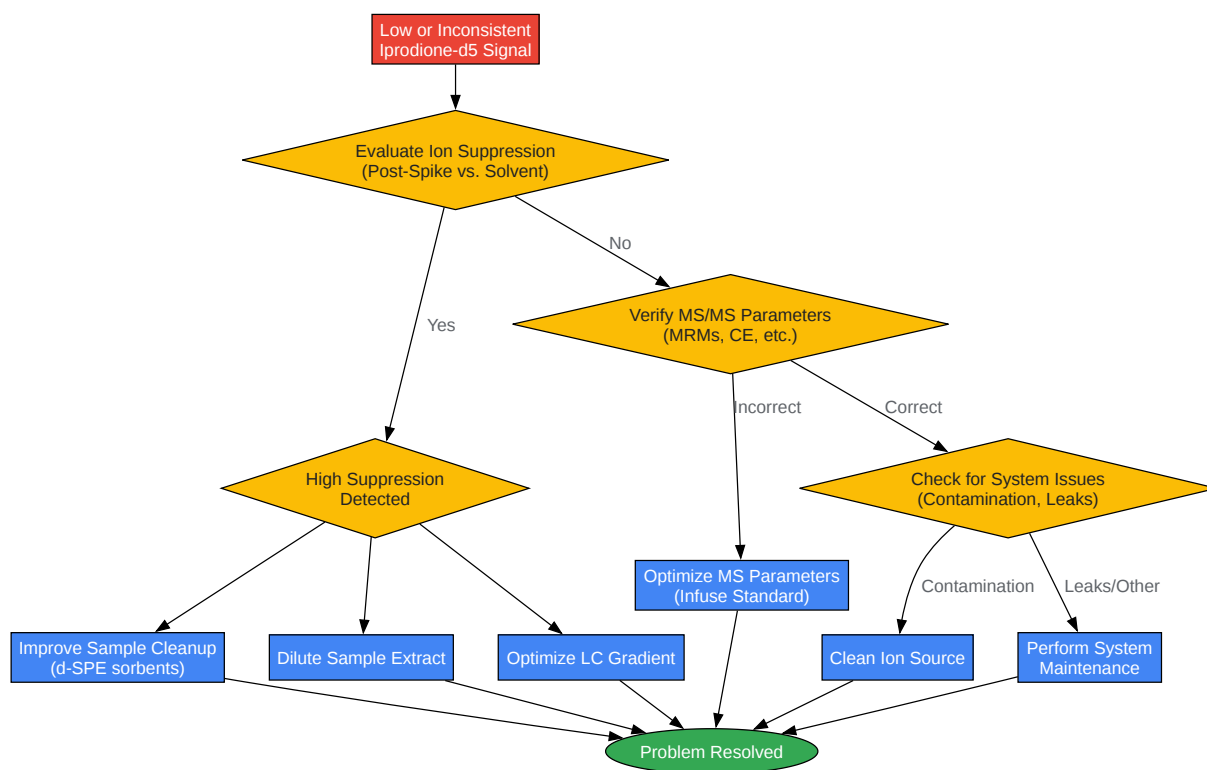 Low or Inconsistent
Iprodione-d5 Signal
Evaluate Ion Suppression
(Post-Spike vs. Solvent)
No
Verify MS/MS Parameters
(MRMs, CE, etc.)
Yes
Incorrect
Correct
High Suppression
Detected
Check for System Issues
(Contamination, Leaks)
Optimize MS Parameters
(Infuse Standard)
Contamination
Leaks/Other
Improve Sample Cleanup
(d-SPE sorbents)
Dilute Sample Extract
Optimize LC Gradient
Clean Ion Source
Perform System
Maintenance
Problem Resolved